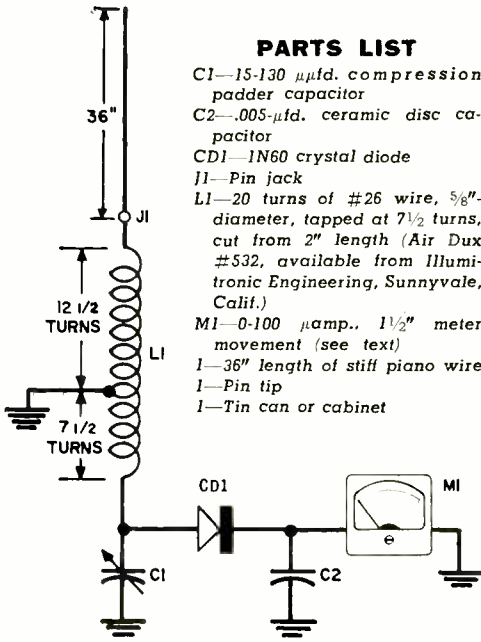 PARTS LIST
C1—15-130 μμfd. compression
padder capacitor
C2—.005-μfd. ceramic disc ca-
pacitor
CD1—1N60 crystal diode
J1—Pin jack
L1—20 turns of #26 wire, 5/8"-
diameter, tapped at 7½ turns,
cut from 2" length (Air Dux
#532, available from Illumi-
tronic Engineering, Sunnyvale,
Calif.)
M1—0-100 μamp., 1½" meter
movement (see text)
1—36" length of stiff piano wire
1—Pin tip
1—Tin can or cabinet
36"
J1
12 1/2
TURNS
L1
7 1/2
TURNS
CD1
M1
C1
C2